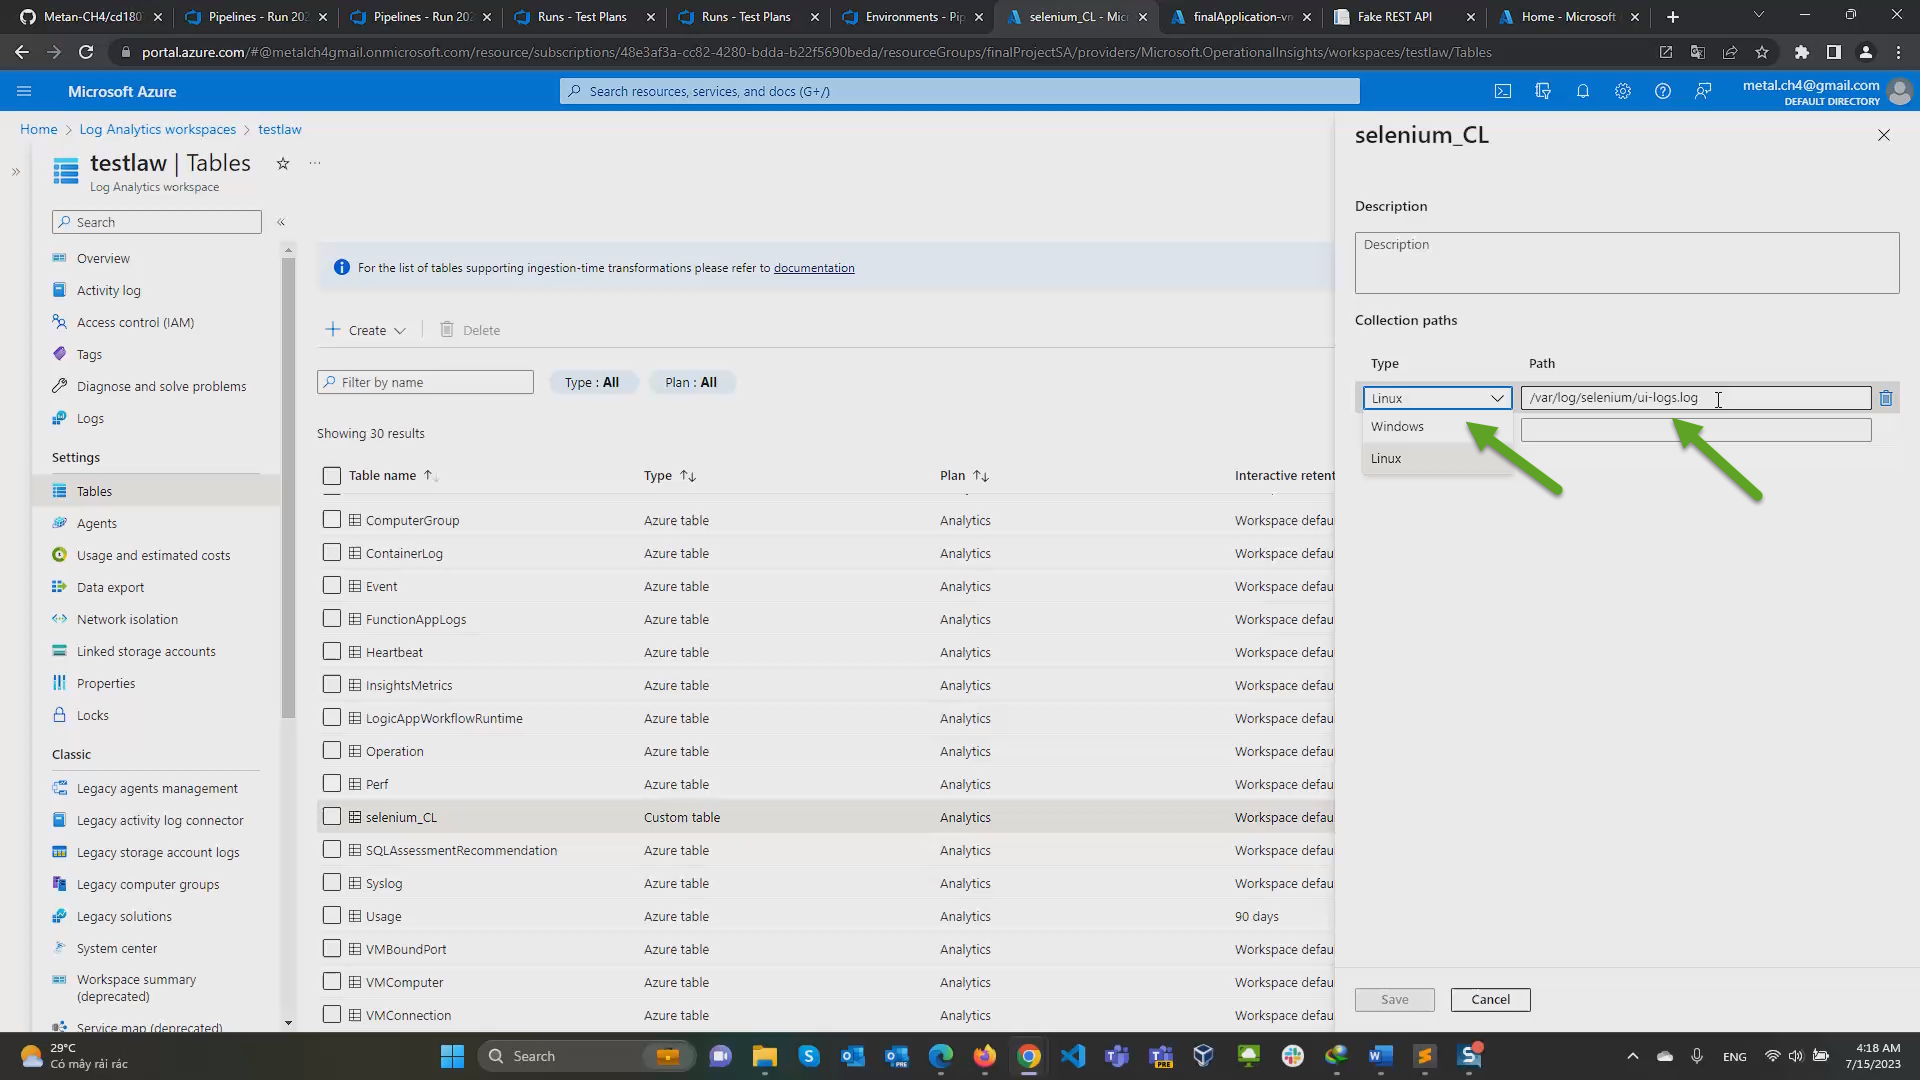 Metan-CH4/cd180
Pipelines - Run 202
Pipelines - Run 202
Runs - Test Plans
Runs - Test Plans
Environments - Pip
selenium_CL - Mic
finalApplication-vm
Fake REST API
Home - Microsoft
portal.azure.com/#@metalch4gmail.onmicrosoft.com/resource/subscriptions/48e3af3a-cc82-4280-bdda-b22f5690beda/resourceGroups/finalProjectSA/providers/Microsoft.OperationalInsights/workspaces/testlaw/Tables
Microsoft Azure
Search resources, services, and docs (G+/)
metal.ch4@gmail.com
DEFAULT DIRECTORY
Home > Log Analytics workspaces > testlaw
testlaw | Tables
Log Analytics workspace
Search
Overview
Activity log
Access control (IAM)
Tags
Diagnose and solve problems
Logs
Settings
Tables
Agents
Usage and estimated costs
Data export
Network isolation
Linked storage accounts
Properties
Locks
Classic
Legacy agents management
Legacy activity log connector
Legacy storage account logs
Legacy computer groups
Legacy solutions
System center
Workspace summary
(deprecated)
Service map (deprecated)
For the list of tables supporting ingestion-time transformations please refer to documentation
Create
Delete
Filter by name
Type : All
Plan : All
Showing 30 results
Table name Type Plan Interactive retent
ComputerGroup Azure table Analytics Workspace defau
ContainerLog Azure table Analytics Workspace defau
Event Azure table Analytics Workspace defau
FunctionAppLogs Azure table Analytics Workspace defau
Heartbeat Azure table Analytics Workspace defau
InsightsMetrics Azure table Analytics Workspace defau
LogicAppWorkflowRuntime Azure table Analytics Workspace defau
Operation Azure table Analytics Workspace defau
Perf Azure table Analytics Workspace defau
selenium_CL Custom table Analytics Workspace defau
SQLAssessmentRecommendation Azure table Analytics Workspace defau
Syslog Azure table Analytics Workspace defau
Usage Azure table Analytics 90 days
VMBoundPort Azure table Analytics Workspace defau
VMComputer Azure table Analytics Workspace defau
VMConnection Azure table Analytics Workspace defau
selenium_CL
Description
Description
Collection paths
Type Path
Linux /var/log/selenium/ui-logs.log
Windows
Linux
Save
Cancel
29°C
Có mây rải rác
Search
PRE
PRE
ENG
4:18 AM
7/15/2023